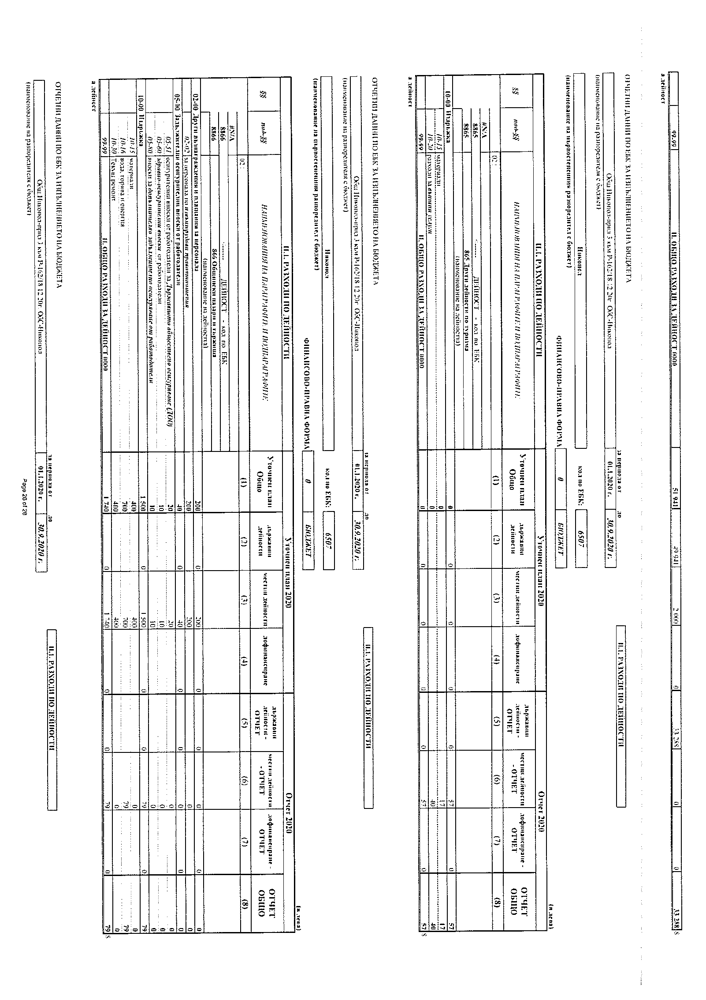 99-99 II. ОБЩО РАЗХОДИ ЗА ДЕЙНОСТ 0000 51 941 49 941 2 000 0 33 288 0 0 33 288 8
а дейност
ОТЧЕТНИ ДАННИ ПО ЕБК ЗА ИЗПЪЛНЕНИЕТО НА БЮДЖЕТА
II.1. РАЗХОДИ ПО ДЕЙНОСТИ
за периода от до
Общ Никопол-прил 3 към Р-162/18 12 20г ОбС-Никопол 01.1.2020 г. 30.9.2020 г.
(наименование на разпоредителя с бюджет)
Никопол код по ЕБК: 6507
(наименование на първостепенния разпоредител с бюджет)
ФИНАНСОВО-ПРАВНА ФОРМА 0 БЮДЖЕТ
(в лева)
II.1. РАЗХОДИ ПО ДЕЙНОСТИ Уточнен план 2020 Отчет 2020
§§ под-§§ НАИМЕНОВАНИЯ НА ПАРАГРАФИТЕ И ПОДПАРАГРАФИТЕ Уточнен план Общо държавни дейности местни дейности дофинансиране държавни дейности - ОТЧЕТ местни дейности - ОТЧЕТ дофинансиране - ОТЧЕТ ОТЧЕТ ОБЩО
02 (1) (2) (3) (4) (5) (6) (7) (8)
#N/A
8865 ДЕЙНОСТ - код по ЕБК
8865 865 Други дейности по туризма
(наименование на дейността)
10-00 Издръжка 0 0 0 0 0 57 0 57
10-15 материали 0 17 17
10-20 разходи за външни услуги 0 40 40
99-99 II. ОБЩО РАЗХОДИ ЗА ДЕЙНОСТ 0000 0 0 0 0 0 57 0 57 8
а дейност
ОТЧЕТНИ ДАННИ ПО ЕБК ЗА ИЗПЪЛНЕНИЕТО НА БЮДЖЕТА
II.1. РАЗХОДИ ПО ДЕЙНОСТИ
за периода от до
Общ Никопол-прил 3 към Р-162/18 12 20г ОбС-Никопол 01.1.2020 г. 30.9.2020 г.
(наименование на разпоредителя с бюджет)
Никопол код по ЕБК: 6507
(наименование на първостепенния разпоредител с бюджет)
ФИНАНСОВО-ПРАВНА ФОРМА 0 БЮДЖЕТ
(в лева)
II.1. РАЗХОДИ ПО ДЕЙНОСТИ Уточнен план 2020 Отчет 2020
§§ под-§§ НАИМЕНОВАНИЯ НА ПАРАГРАФИТЕ И ПОДПАРАГРАФИТЕ Уточнен план Общо държавни дейности местни дейности дофинансиране държавни дейности - ОТЧЕТ местни дейности - ОТЧЕТ дофинансиране - ОТЧЕТ ОТЧЕТ ОБЩО
02 (1) (2) (3) (4) (5) (6) (7) (8)
#N/A
8866 ДЕЙНОСТ - код по ЕБК
8866 866 Общински пазари и тържища
(наименование на дейността)
02-00 Други възнаграждения и плащания за персонала 200 0 200 0 0 0 0 0
02-02 за персонала по извънтрудови правоотношения 200 200 0 0
05-00 Задължителни осигурителни вноски от работодатели 40 0 40 0 0 0 0 0
05-51 осигурителни вноски от работодатели за Държавното обществено осигуряване (ДОО) 20 20 0 0
05-60 здравно-осигурителни вноски от работодатели 10 10 0 0
05-80 вноски за допълнително задължително осигуряване от работодатели 10 10 0 0
10-00 Издръжка 1 500 0 1 500 0 0 79 0 79
10-15 материали 400 400 0 0
10-16 вода, горива и енергия 700 700 79 79
10-30 Текущ ремонт 400 400 0 0
99-99 II. ОБЩО РАЗХОДИ ЗА ДЕЙНОСТ 0000 1 740 0 1 740 0 0 79 0 79 8
а дейност
ОТЧЕТНИ ДАННИ ПО ЕБК ЗА ИЗПЪЛНЕНИЕТО НА БЮДЖЕТА
II.1. РАЗХОДИ ПО ДЕЙНОСТИ
за периода от до
Общ Никопол-прил 3 към Р-162/18 12 20г ОбС-Никопол 01.1.2020 г. 30.9.2020 г.
(наименование на разпоредителя с бюджет)
Page 26 of 28